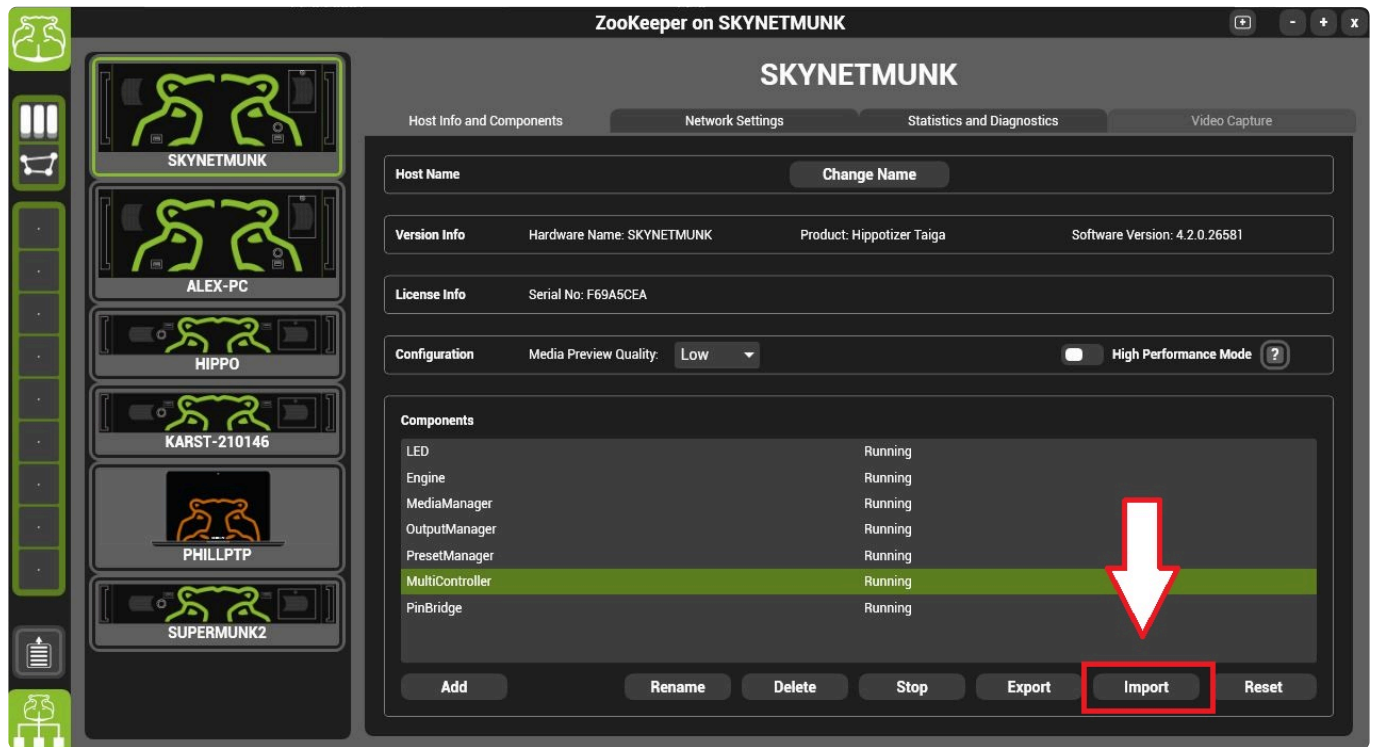 ZooKeeper on SKYNETMUNK
- + x
SKYNETMUNK
ALEX-PC
HIPPO
KARST-210146
PHILLPTP
SUPERMUNK2
SKYNETMUNK
Host Info and Components Network Settings Statistics and Diagnostics Video Capture
Host Name Change Name
Version Info Hardware Name: SKYNETMUNK Product: Hippotizer Taiga Software Version: 4.2.0.26581
License Info Serial No: F69A5CEA
Configuration Media Preview Quality: Low High Performance Mode ?
Components
LED Running
Engine Running
MediaManager Running
OutputManager Running
PresetManager Running
MultiController Running
PinBridge Running
Add Rename Delete Stop Export Import Reset